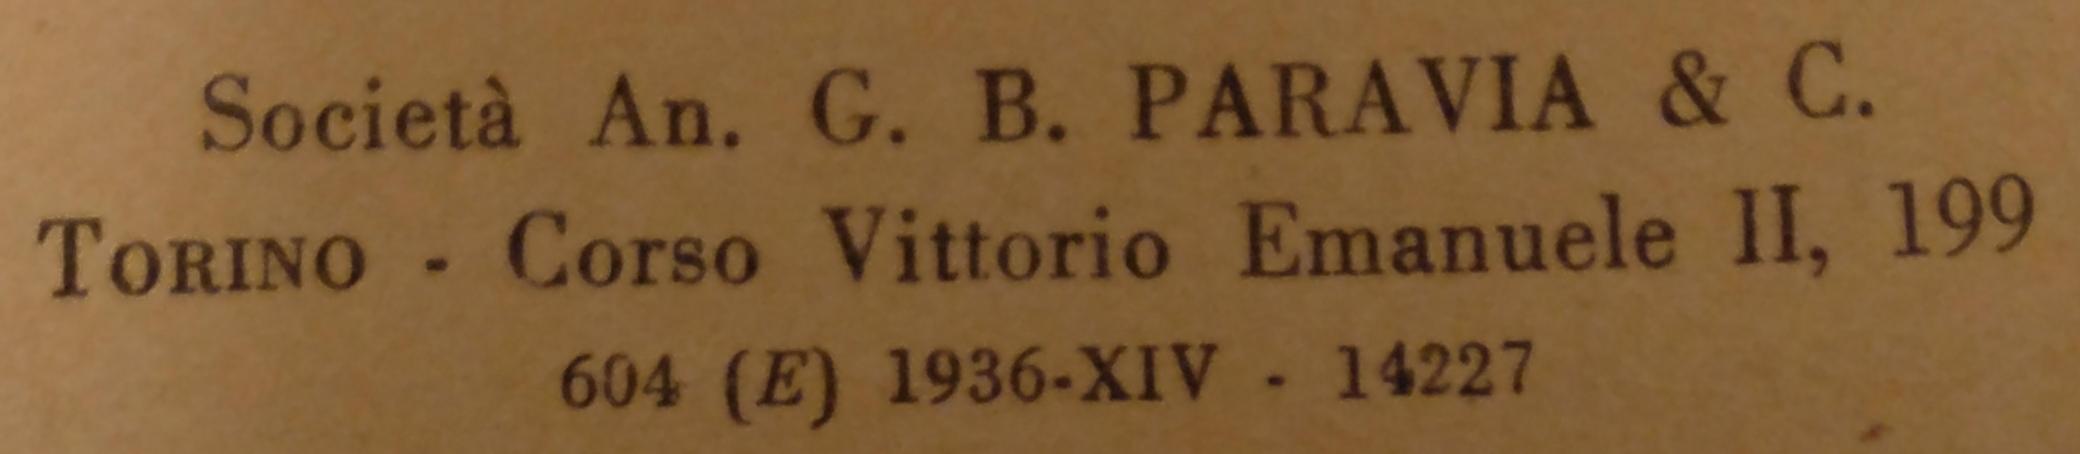 Società An. G. B. PARAVIA & C.
TORINO - Corso Vittorio Emanuele II, 199
604 (E) 1936-XIV - 14227